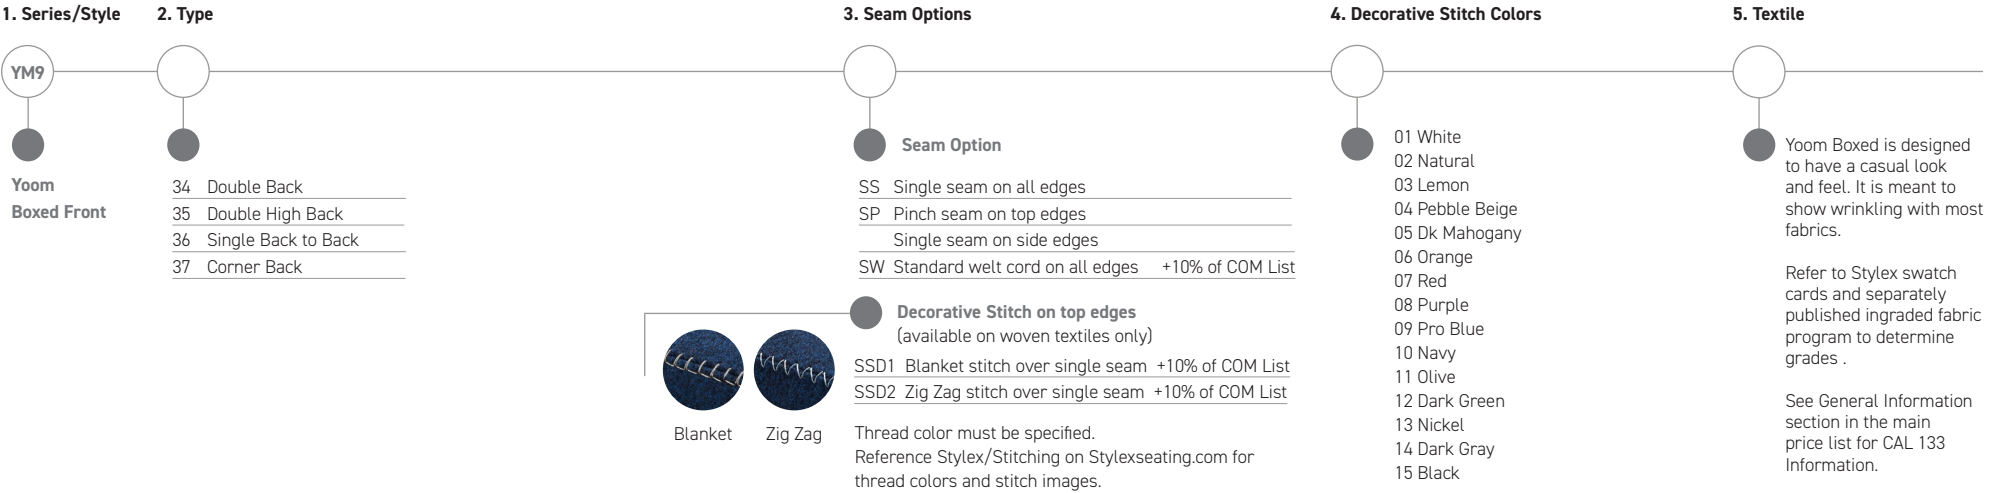 1. Series/Style
2. Type
3. Seam Options
4. Decorative Stitch Colors
5. Textile
YM9
Yoom
Boxed Front
34 Double Back
35 Double High Back
36 Single Back to Back
37 Corner Back
Seam Option
SS Single seam on all edges
SP Pinch seam on top edges
Single seam on side edges
SW Standard welt cord on all edges +10% of COM List
Decorative Stitch on top edges
(available on woven textiles only)
SSD1 Blanket stitch over single seam +10% of COM List
SSD2 Zig Zag stitch over single seam +10% of COM List
Blanket
Zig Zag
Thread color must be specified.
Reference Stylex/Stitching on Stylexseating.com for
thread colors and stitch images.
01 White
02 Natural
03 Lemon
04 Pebble Beige
05 Dk Mahogany
06 Orange
07 Red
08 Purple
09 Pro Blue
10 Navy
11 Olive
12 Dark Green
13 Nickel
14 Dark Gray
15 Black
Yoom Boxed is designed
to have a casual look
and feel. It is meant to
show wrinkling with most
fabrics.
Refer to Stylex swatch
cards and separately
published ingraded fabric
program to determine
grades .
See General Information
section in the main
price list for CAL 133
Information.